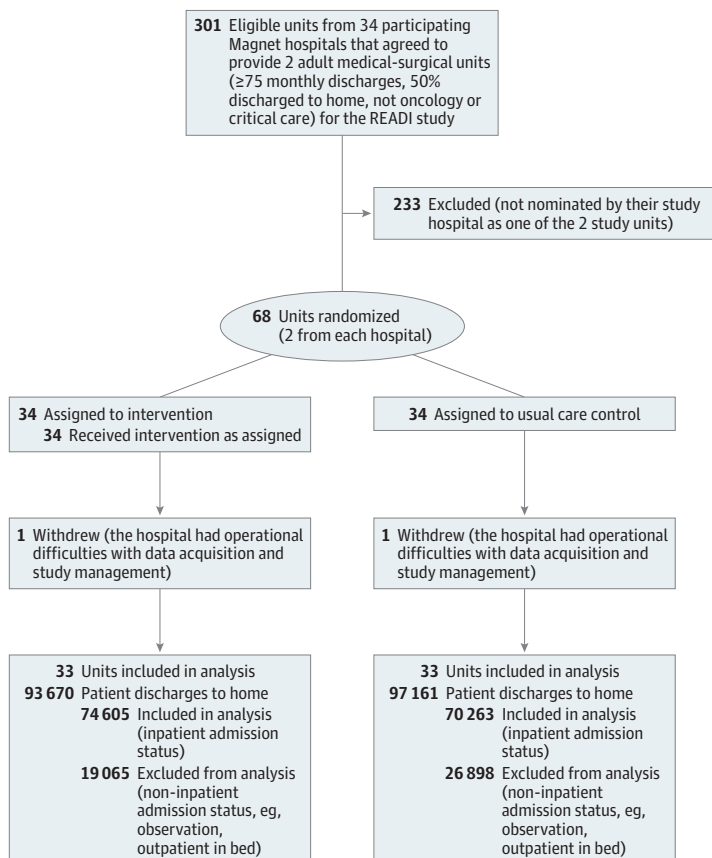 301 Eligible units from 34 participating
Magnet hospitals that agreed to
provide 2 adult medical-surgical units
(≥75 monthly discharges, 50%
discharged to home, not oncology or
critical care) for the READI study
233 Excluded (not nominated by their study
hospital as one of the 2 study units)
68 Units randomized
(2 from each hospital)
34 Assigned to intervention
34 Received intervention as assigned
34 Assigned to usual care control
1 Withdrew (the hospital had operational
difficulties with data acquisition and
study management)
1 Withdrew (the hospital had operational
difficulties with data acquisition and
study management)
33 Units included in analysis
93 670 Patient discharges to home
74 605 Included in analysis
(inpatient admission
status)
19 065 Excluded from analysis
(non-inpatient
admission status, eg,
observation,
outpatient in bed)
33 Units included in analysis
97 161 Patient discharges to home
70 263 Included in analysis
(inpatient admission
status)
26 898 Excluded from analysis
(non-inpatient
admission status, eg,
observation,
outpatient in bed)